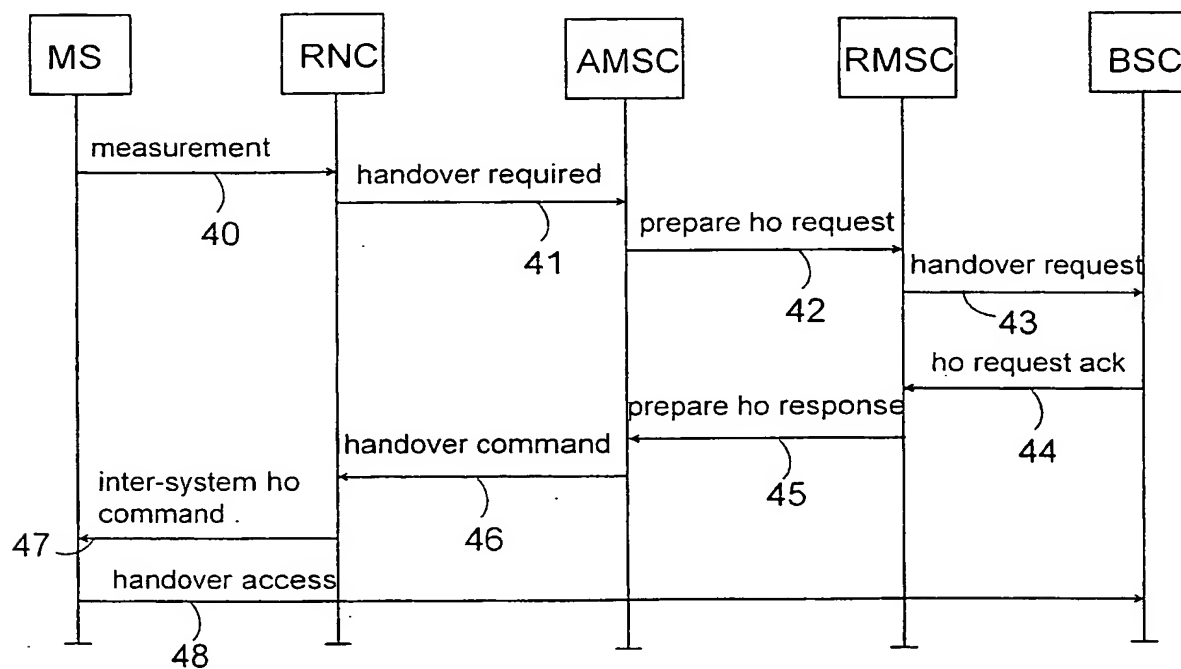 MS
RNC
AMSC
RMSC
BSC
measurement
40
handover required
41
prepare ho request
42
handover request
43
ho request ack
44
prepare ho response
45
handover command
46
inter-system ho
command .
47
handover access
48